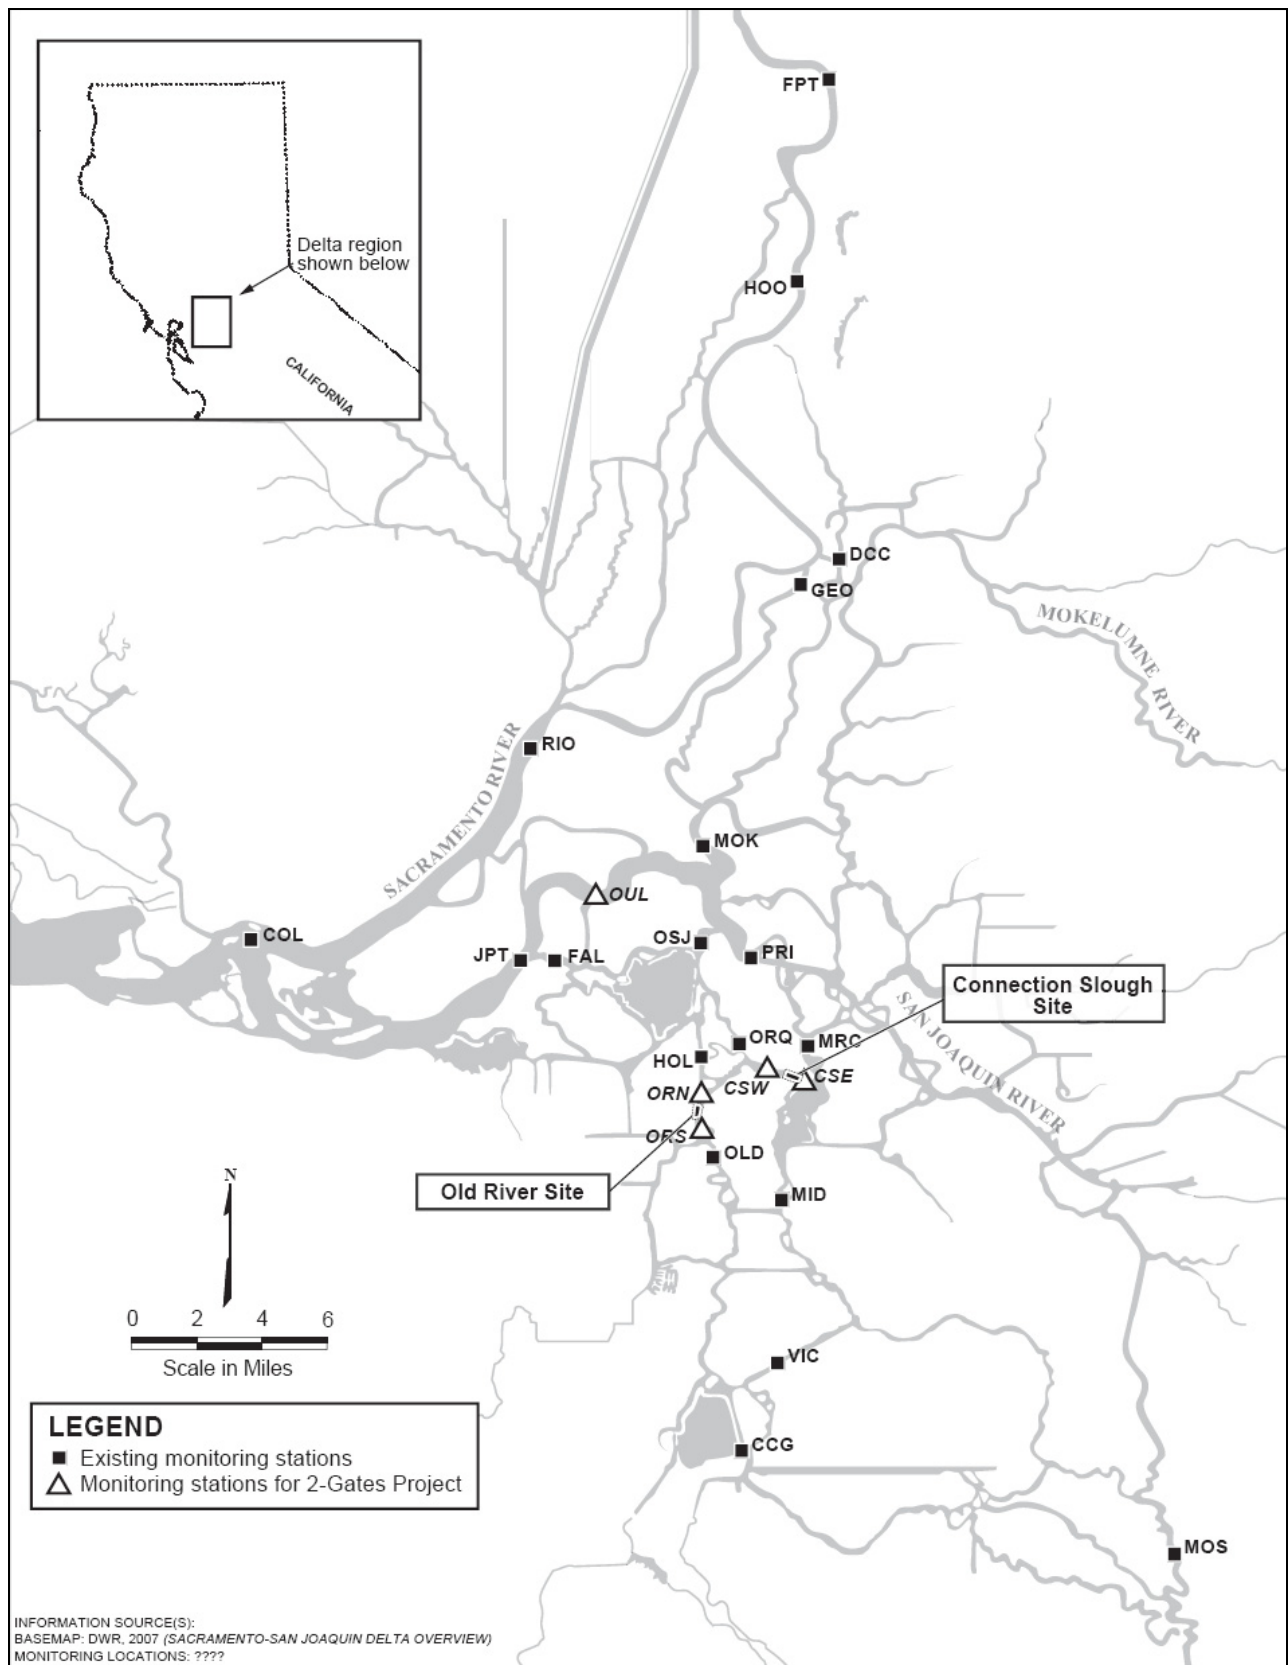 FPT
Delta region
shown below
HOO
CALIFORNIA
DCC
GEO
MOKELUMNE RIVER
SACRAMENTO RIVER
RIO
MOK
OUL
COL
OSJ
JPT
FAL
PRI
Connection Slough
Site
SAN JOAQUIN RIVER
ORQ
MRC
HOL
CSW
CSE
ORN
ORS
OLD
Old River Site
MID
N
0 2 4 6
Scale in Miles
VIC
LEGEND
Existing monitoring stations
Monitoring stations for 2-Gates Project
CCG
MOS
INFORMATION SOURCE(S):
BASEMAP: DWR, 2007 (SACRAMENTO-SAN JOAQUIN DELTA OVERVIEW)
MONITORING LOCATIONS: ????